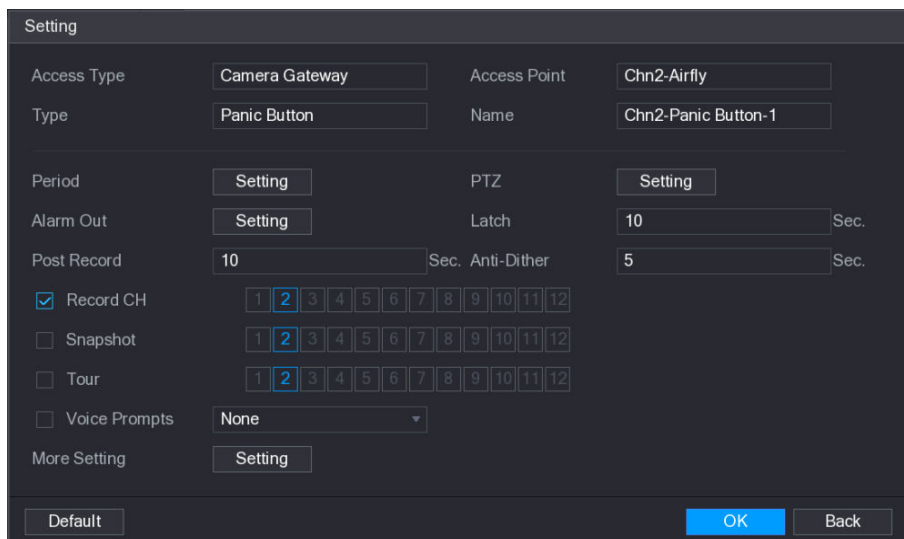 Setting
Access Type Camera Gateway Access Point Chn2-Airfly
Type Panic Button Name Chn2-Panic Button-1
Period Setting PTZ Setting
Alarm Out Setting Latch 10 Sec.
Post Record 10 Sec. Anti-Dither 5 Sec.
Record CH 1 2 3 4 5 6 7 8 9 10 11 12
Snapshot 1 2 3 4 5 6 7 8 9 10 11 12
Tour 1 2 3 4 5 6 7 8 9 10 11 12
Voice Prompts None
More Setting Setting
Default OK Back